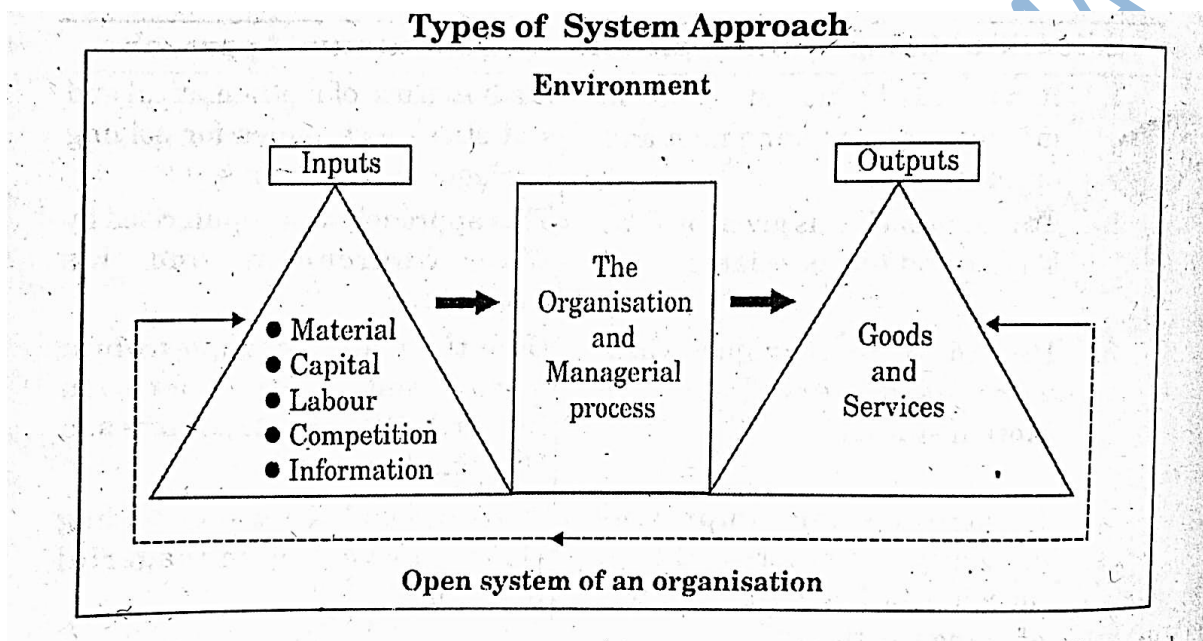 Types of System Approach
Environment
Inputs
● Material
● Capital
● Labour
● Competition
● Information
The
Organisation
and
Managerial
process
Outputs
Goods
and
Services
Open system of an organisation